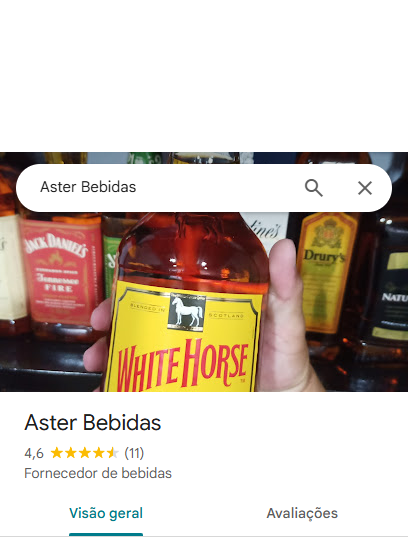 Aster Bebidas
JACK DANIEL'S
Tennessee
FIRE
BLENDED IN
SCOTLAND
WHITE HORSE
Drury's
NATU
Aster Bebidas
4,6 (11)
Fornecedor de bebidas
Visão geral
Avaliações